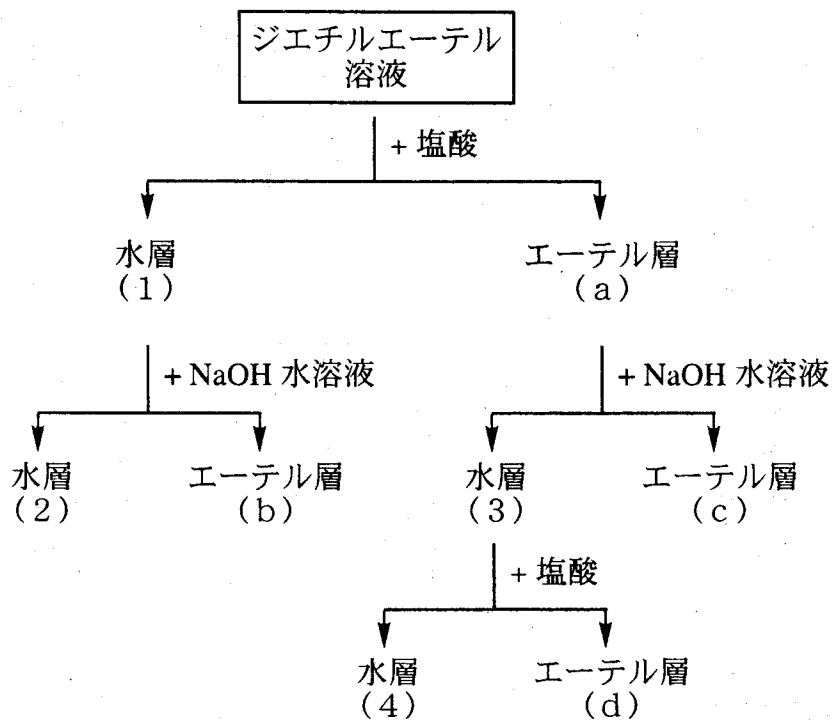 ジエチルエーテル
溶液
+ 塩酸
水層
(1)
エーテル層
(a)
+ NaOH 水溶液
+ NaOH 水溶液
水層
(2)
エーテル層
(b)
水層
(3)
エーテル層
(c)
+ 塩酸
水層
(4)
エーテル層
(d)